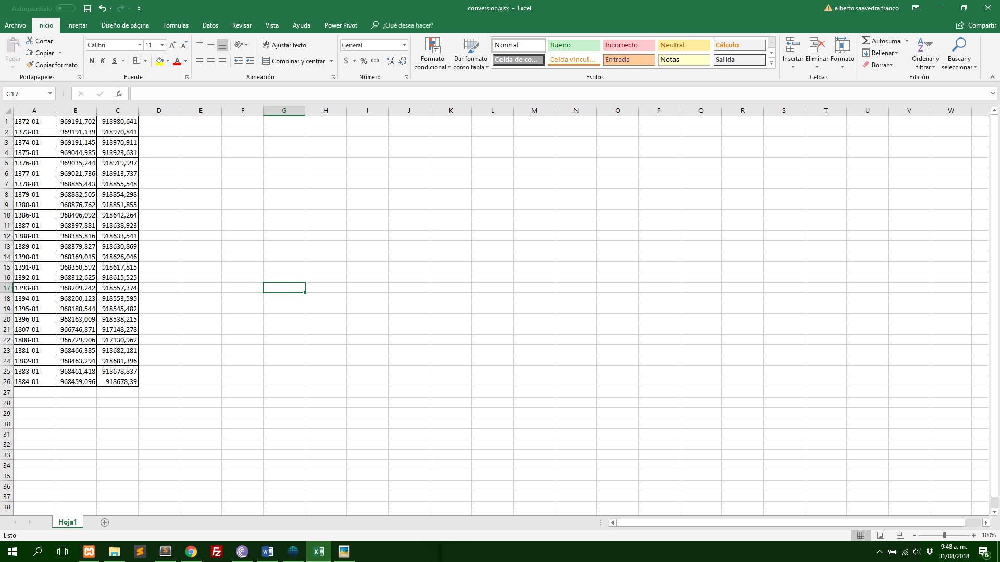 Autoguardado
conversion.xlsx - Excel
alberto saavedra franco
Archivo Inicio Insertar Diseño de página Fórmulas Datos Revisar Vista Ayuda Power Pivot ¿Qué desea hacer? Compartir
Pegar
Cortar
Copiar
Copiar formato
Portapapeles
Calibri 11
N K S
Fuente
Ajustar texto
Combinar y centrar
Alineación
General
$ % 000
Número
Formato condicional
Dar formato como tabla
Normal Bueno Incorrecto Neutral Cálculo
Celda de co... Celda vincul... Entrada Notas Salida
Estilos
Insertar Eliminar Formato
Celdas
Autosuma
Rellenar
Borrar
Ordenar y filtrar
Buscar y seleccionar
Edición
G17
fx
A B C D E F G H I J K L M N O P Q R S T U V W
1 1372-01 969191,702 918980,641
2 1373-01 969191,139 918970,841
3 1374-01 969191,145 918970,911
4 1375-01 969044,985 918923,631
5 1376-01 969035,244 918919,997
6 1377-01 969021,736 918913,737
7 1378-01 968885,443 918855,548
8 1379-01 968882,505 918854,298
9 1380-01 968876,762 918851,855
10 1386-01 968406,092 918642,264
11 1387-01 968397,881 918638,923
12 1388-01 968385,816 918633,541
13 1389-01 968379,827 918630,869
14 1390-01 968369,015 918626,046
15 1391-01 968350,592 918617,815
16 1392-01 968312,625 918615,525
17 1393-01 968209,242 918557,374
18 1394-01 968200,123 918553,595
19 1395-01 968180,544 918545,482
20 1396-01 968163,009 918538,215
21 1807-01 966746,871 917148,278
22 1808-01 966729,906 917130,962
23 1381-01 968466,385 918682,181
24 1382-01 968463,294 918681,396
25 1383-01 968461,418 918678,837
26 1384-01 968459,096 918678,39
27
28
29
30
31
32
33
34
35
36
37
38
Hoja1
Listo
100%
9:48 a. m.
31/08/2018
6